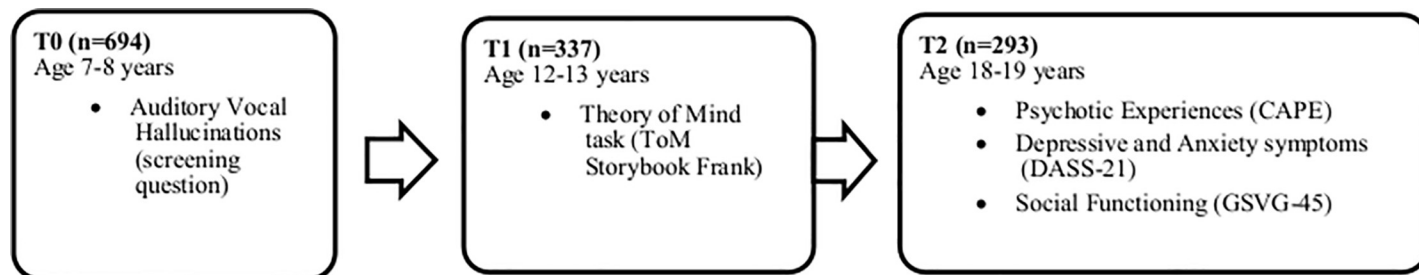 T0 (n=694)
Age 7-8 years
• Auditory Vocal
Hallucinations
(screening
question)
T1 (n=337)
Age 12-13 years
• Theory of Mind
task (ToM
Storybook Frank)
T2 (n=293)
Age 18-19 years
• Psychotic Experiences (CAPE)
• Depressive and Anxiety symptoms
(DASS-21)
• Social Functioning (GSVG-45)